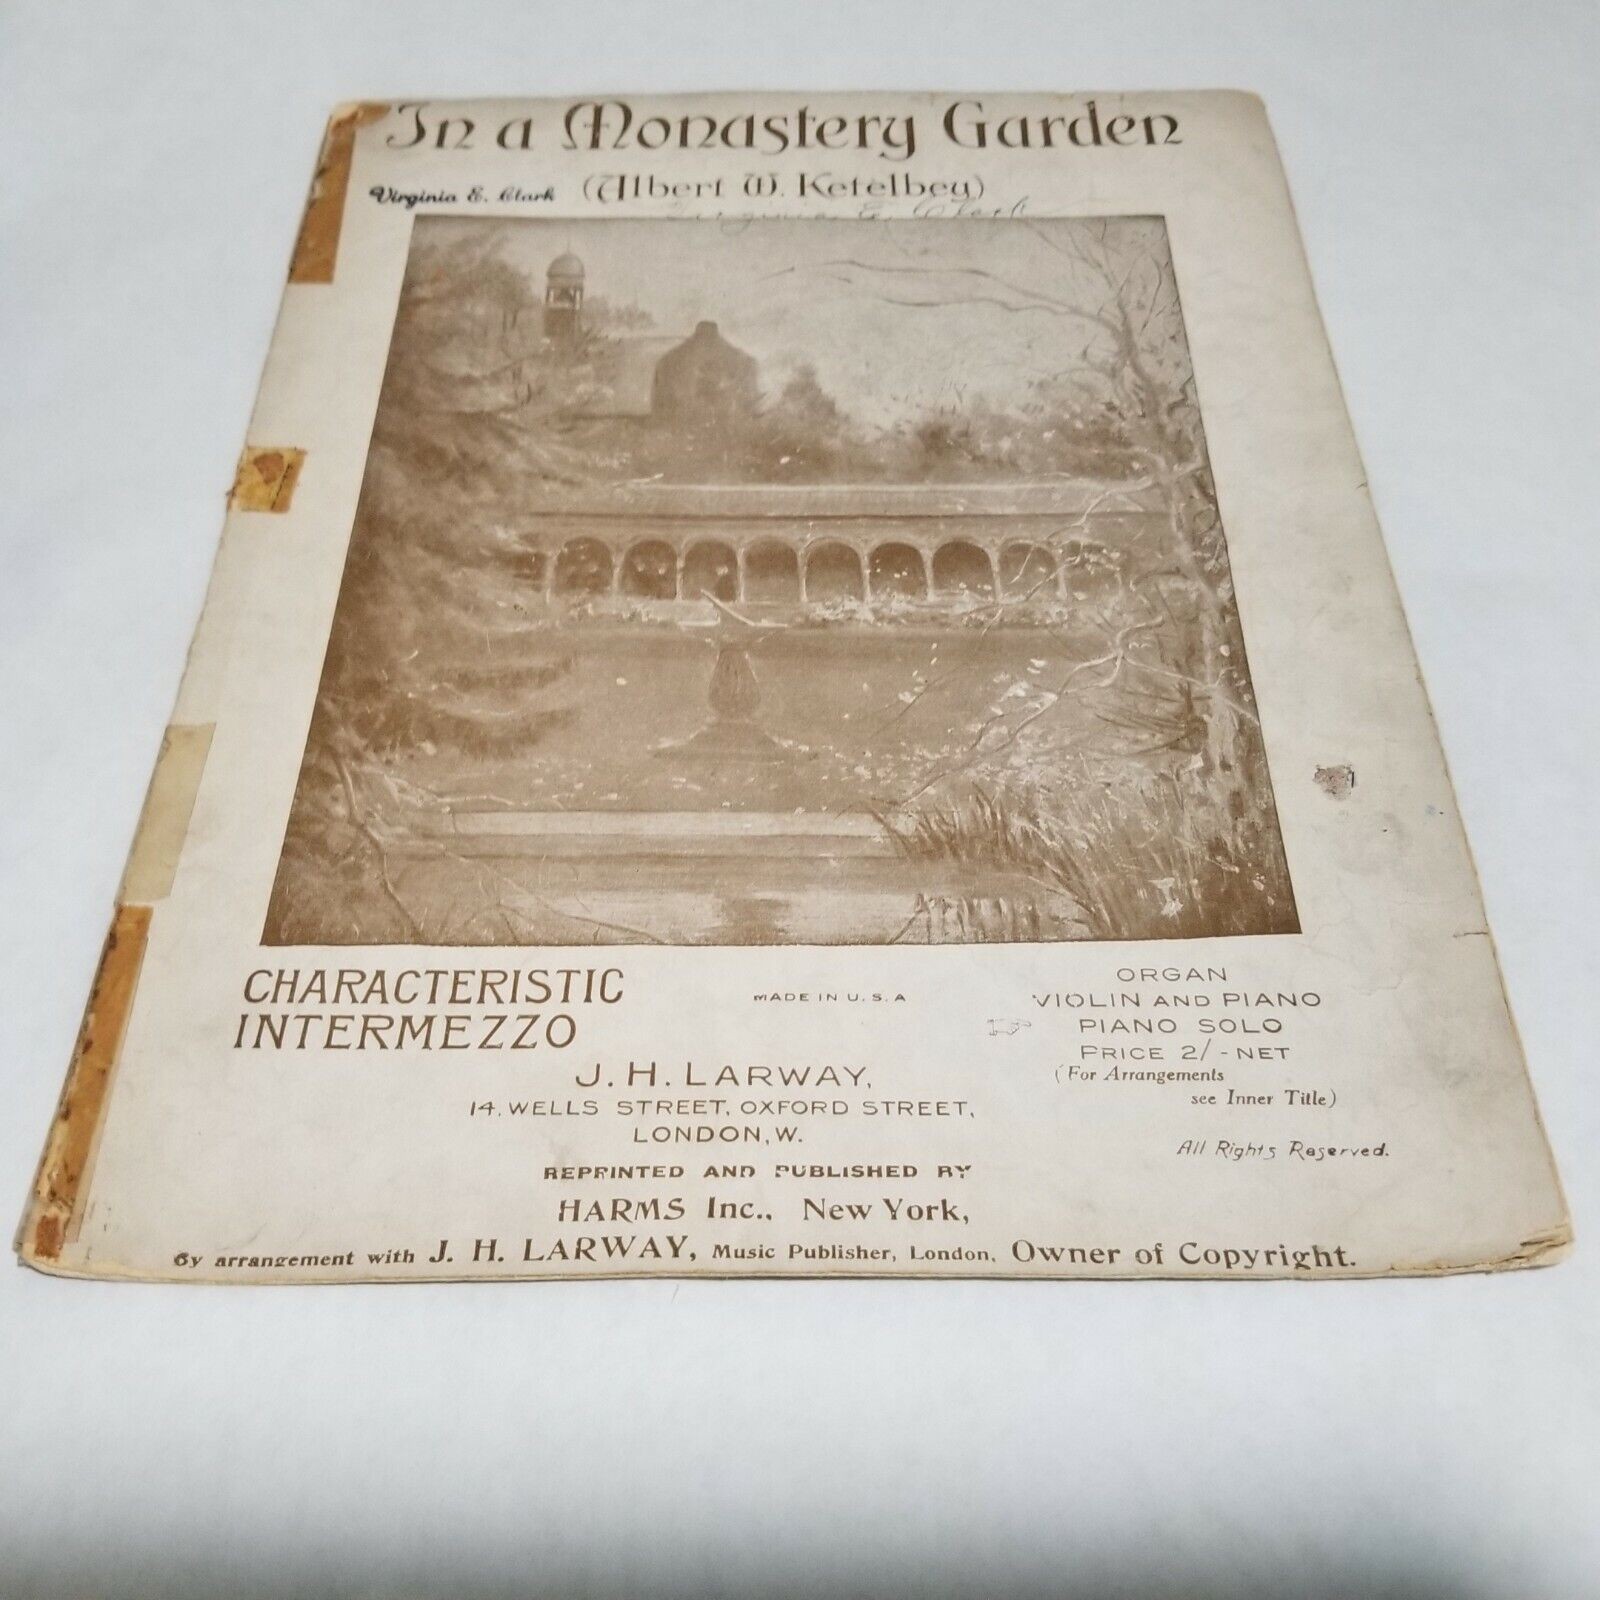 In a Monastery Garden
Virginia E. Clark
(Albert W. Ketelbey)
Virginia E. Clark
CHARACTERISTIC
INTERMEZZO
MADE IN U.S.A
ORGAN
VIOLIN AND PIANO
PIANO SOLO
PRICE 2/- NET
(For Arrangements
see Inner Title)
J. H. LARWAY,
14, WELLS STREET, OXFORD STREET,
LONDON, W.
All Rights Reserved.
REPRINTED AND PUBLISHED BY
HARMS Inc., New York,
By arrangement with J. H. LARWAY, Music Publisher, London, Owner of Copyright.